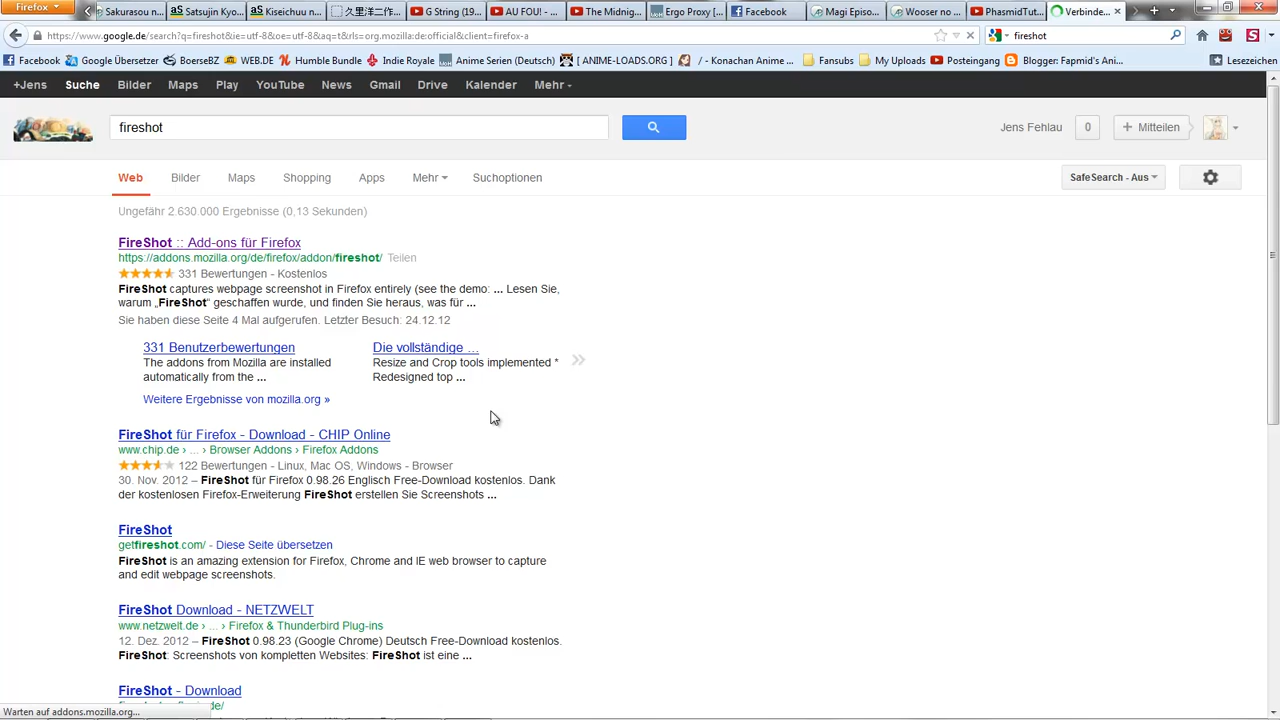 Firefox
Sakurasou n...
Satsujin Kyo...
Kiseichuu n...
久里洋二作...
G String (19...
AU FOU! - ...
The Midnig...
Ergo Proxy [...
Facebook
Magi Episo...
Wooser no ...
PhasmidTut...
Verbinde...
https://www.google.de/search?q=fireshot&ie=utf-8&oe=utf-8&aq=t&rls=org.mozilla:de:official&client=firefox-a
fireshot
Facebook
Google Übersetzer
BoerseBZ
WEB.DE
Humble Bundle
Indie Royale
Anime Serien (Deutsch)
[ ANIME-LOADS.ORG ]
/ - Konachan Anime ...
Fansubs
My Uploads
Posteingang
Blogger: Fapmid's Ani...
Lesezeichen
+Jens Suche Bilder Maps Play YouTube News Gmail Drive Kalender Mehr
fireshot
Jens Fehlau
0
+ Mitteilen
Web Bilder Maps Shopping Apps Mehr Suchoptionen
SafeSearch - Aus
Ungefähr 2.630.000 Ergebnisse (0,13 Sekunden)
FireShot :: Add-ons für Firefox
https://addons.mozilla.org/de/firefox/addon/fireshot/ Teilen
331 Bewertungen - Kostenlos
FireShot captures webpage screenshot in Firefox entirely (see the demo: ... Lesen Sie,
warum „FireShot“ geschaffen wurde, und finden Sie heraus, was für ...
Sie haben diese Seite 4 Mal aufgerufen. Letzter Besuch: 24.12.12
331 Benutzerbewertungen
The addons from Mozilla are installed
automatically from the ...
Die vollständige ...
Resize and Crop tools implemented *
Redesigned top ...
Weitere Ergebnisse von mozilla.org »
FireShot für Firefox - Download - CHIP Online
www.chip.de › ... › Browser Addons › Firefox Addons
122 Bewertungen - Linux, Mac OS, Windows - Browser
30. Nov. 2012 – FireShot für Firefox 0.98.26 Englisch Free-Download kostenlos. Dank
der kostenlosen Firefox-Erweiterung FireShot erstellen Sie Screenshots ...
FireShot
getfireshot.com/ - Diese Seite übersetzen
FireShot is an amazing extension for Firefox, Chrome and IE web browser to capture
and edit webpage screenshots.
FireShot Download - NETZWELT
www.netzwelt.de › ... › Firefox & Thunderbird Plug-ins
12. Dez. 2012 – FireShot 0.98.23 (Google Chrome) Deutsch Free-Download kostenlos.
FireShot: Screenshots von kompletten Websites: FireShot ist eine ...
FireShot - Download
Warten auf addons.mozilla.org...